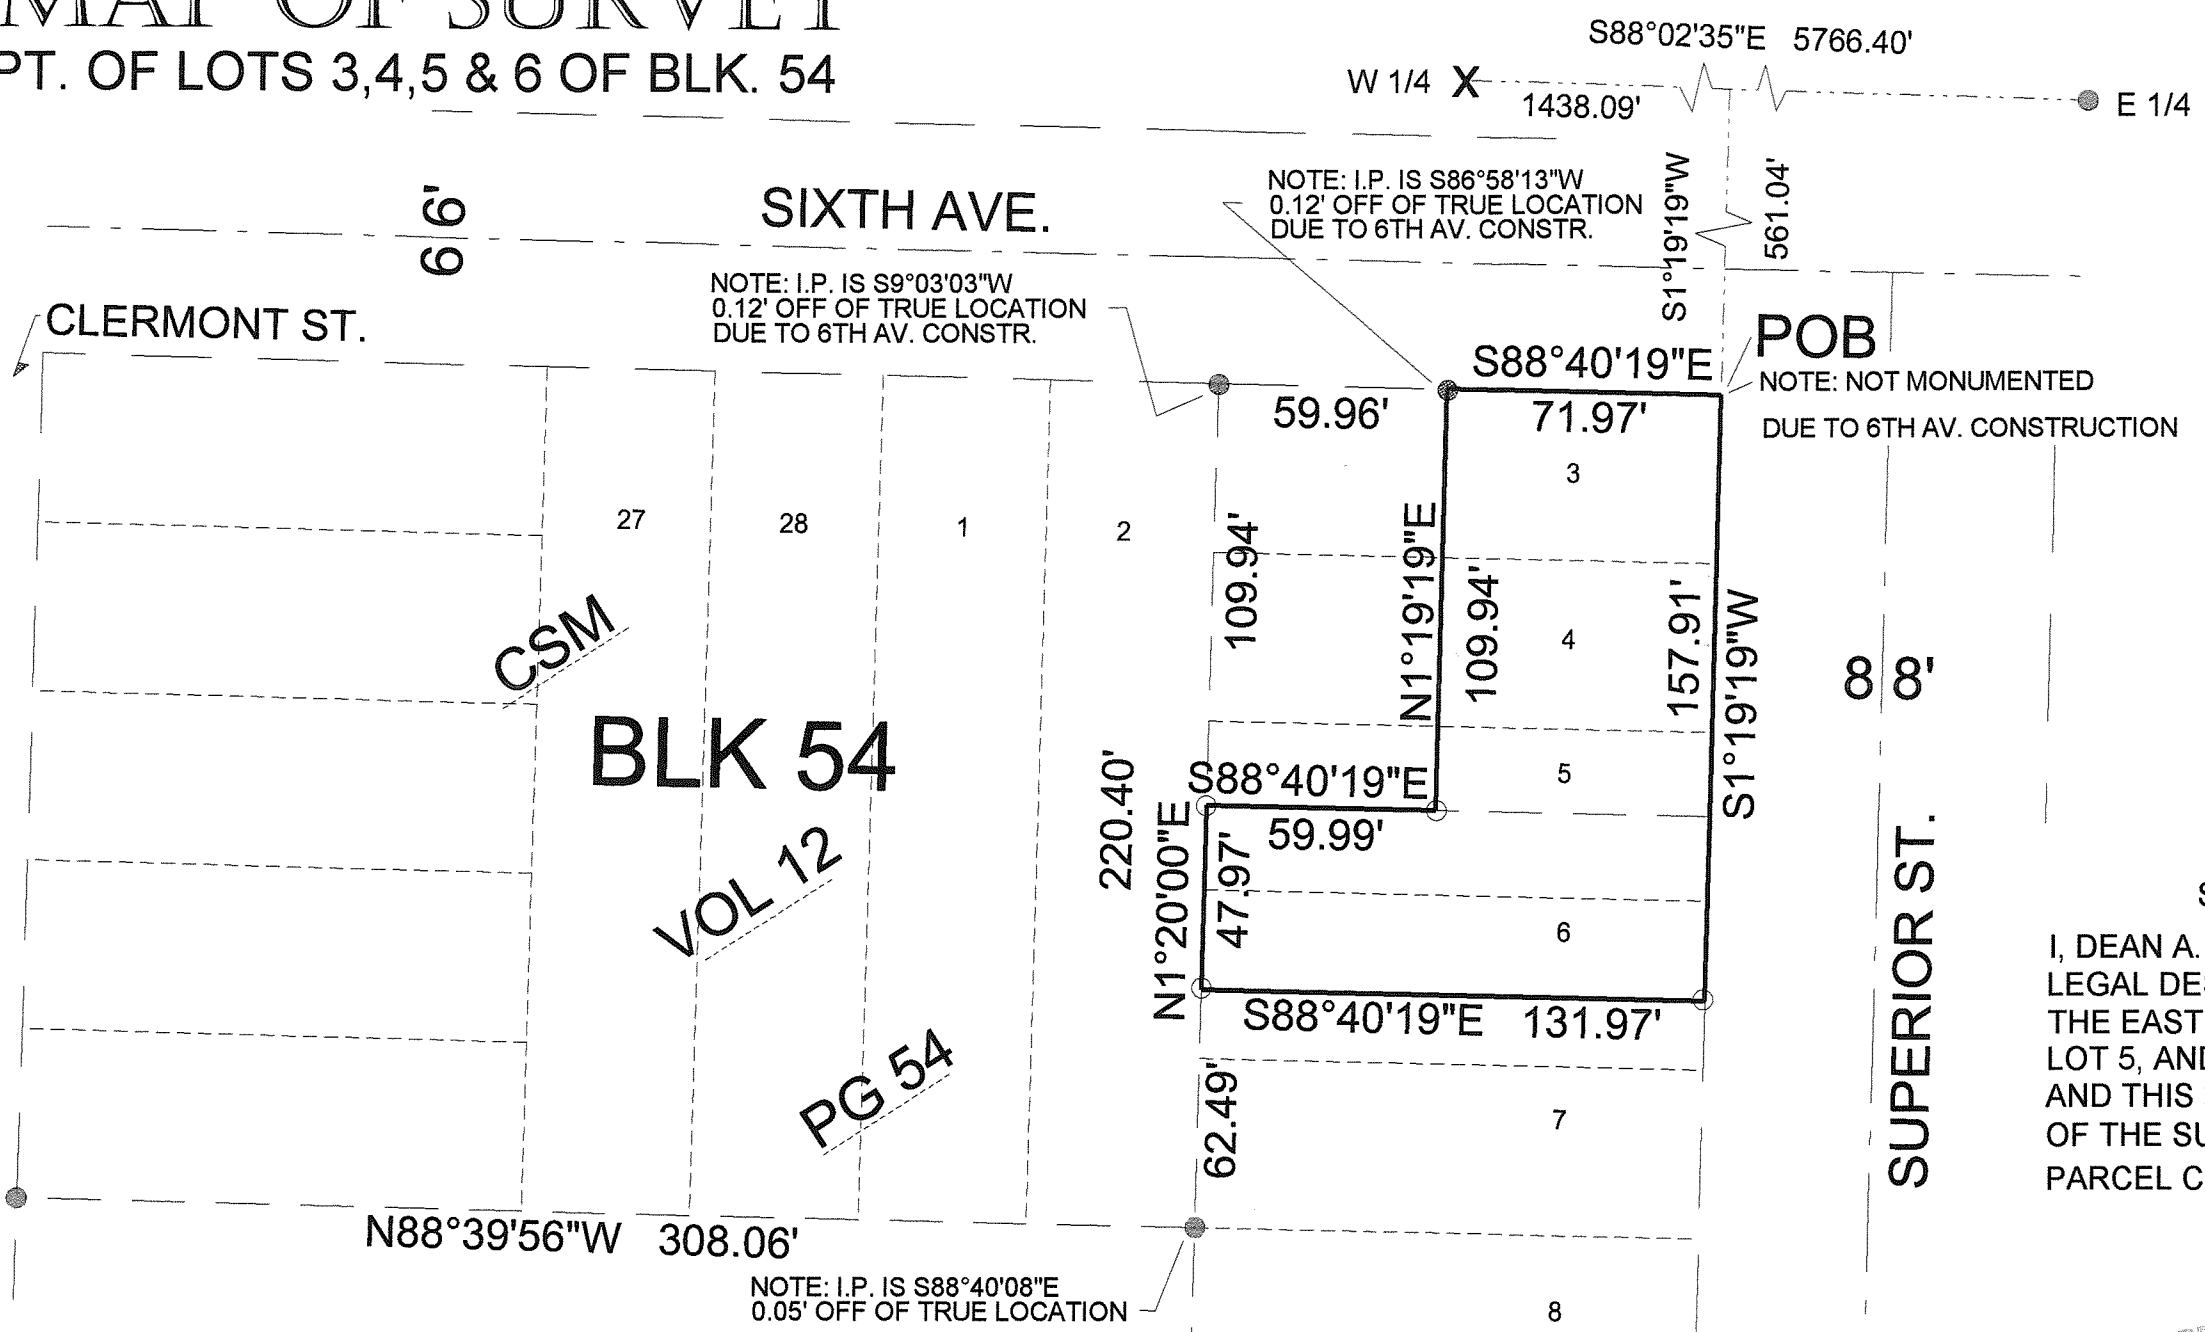 MAP OF SURVEY
PT. OF LOTS 3,4,5 & 6 OF BLK. 54
S88°02'35"E 5766.40'
W 1/4 X
1438.09'
E 1/4
S1°19'19"W
561.04'
66'
SIXTH AVE.
NOTE: I.P. IS S86°58'13"W
0.12' OFF OF TRUE LOCATION
DUE TO 6TH AV. CONSTR.
NOTE: I.P. IS S9°03'03"W
0.12' OFF OF TRUE LOCATION
DUE TO 6TH AV. CONSTR.
CLERMONT ST.
POB
NOTE: NOT MONUMENTED
DUE TO 6TH AV. CONSTRUCTION
S88°40'19"E
59.96'
71.97'
3
27
28
1
2
109.94'
N1°19'19"E
109.94'
4
157.91'
S1°19'19"W
88'
CSM
BLK 54
5
S88°40'19"E
59.99'
220.40'
N1°20'00"E
47.97'
VOL 12
6
SUPERIOR ST.
S88°40'19"E 131.97'
PG 54
62.49'
7
N88°39'56"W 308.06'
NOTE: I.P. IS S88°40'08"E
0.05' OFF OF TRUE LOCATION
8
I, DEAN A.
LEGAL DES
THE EAST
LOT 5, AND
AND THIS
OF THE SU
PARCEL C